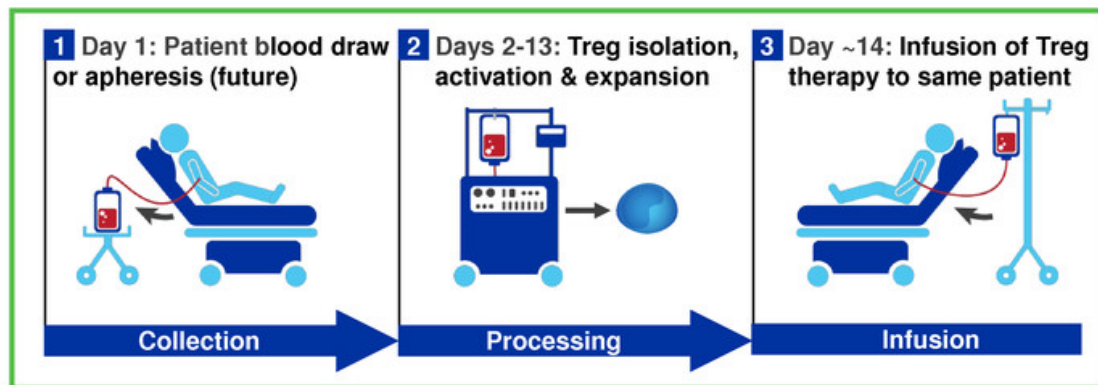 1 Day 1: Patient blood draw
or apheresis (future)
2 Days 2-13: Treg isolation,
activation & expansion
3 Day ~14: Infusion of Treg
therapy to same patient
Collection
Processing
Infusion